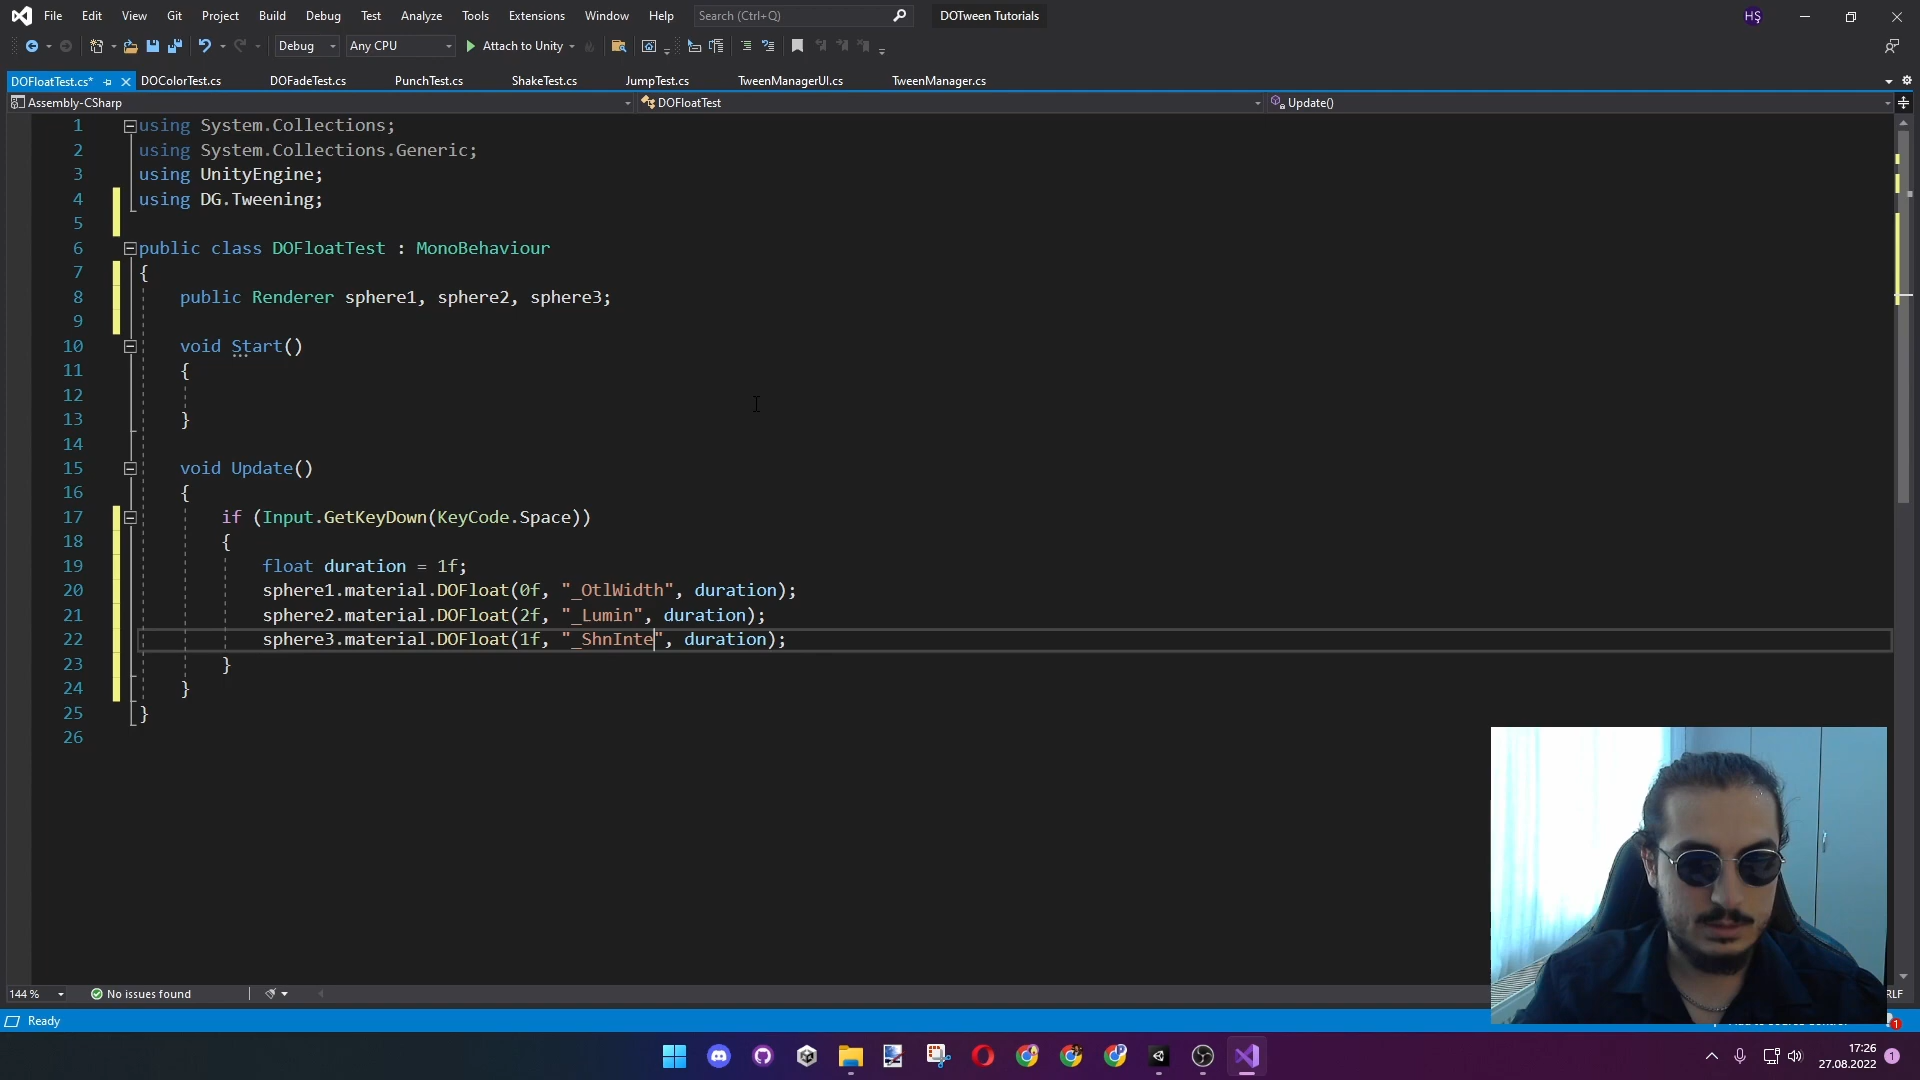 File Edit View Git Project Build Debug Test Analyze Tools Extensions Window Help Search (Ctrl+Q) DOTween Tutorials HŞ
Debug Any CPU Attach to Unity
DOFloatTest.cs* DOColorTest.cs DOFadeTest.cs PunchTest.cs ShakeTest.cs JumpTest.cs TweenManagerUI.cs TweenManager.cs
Assembly-CSharp DOFloatTest Update()
1 using System.Collections;
2 using System.Collections.Generic;
3 using UnityEngine;
4 using DG.Tweening;
5
6 public class DOFloatTest : MonoBehaviour
7 {
8 public Renderer sphere1, sphere2, sphere3;
9
10 void Start()
11 {
12
13 }
14
15 void Update()
16 {
17 if (Input.GetKeyDown(KeyCode.Space))
18 {
19 float duration = 1f;
20 sphere1.material.DOFloat(0f, "_OtlWidth", duration);
21 sphere2.material.DOFloat(2f, "_Lumin", duration);
22 sphere3.material.DOFloat(1f, "_ShnInte", duration);
23 }
24 }
25 }
26
144 % No issues found RLF
Ready 1
17:26
27.08.2022 1